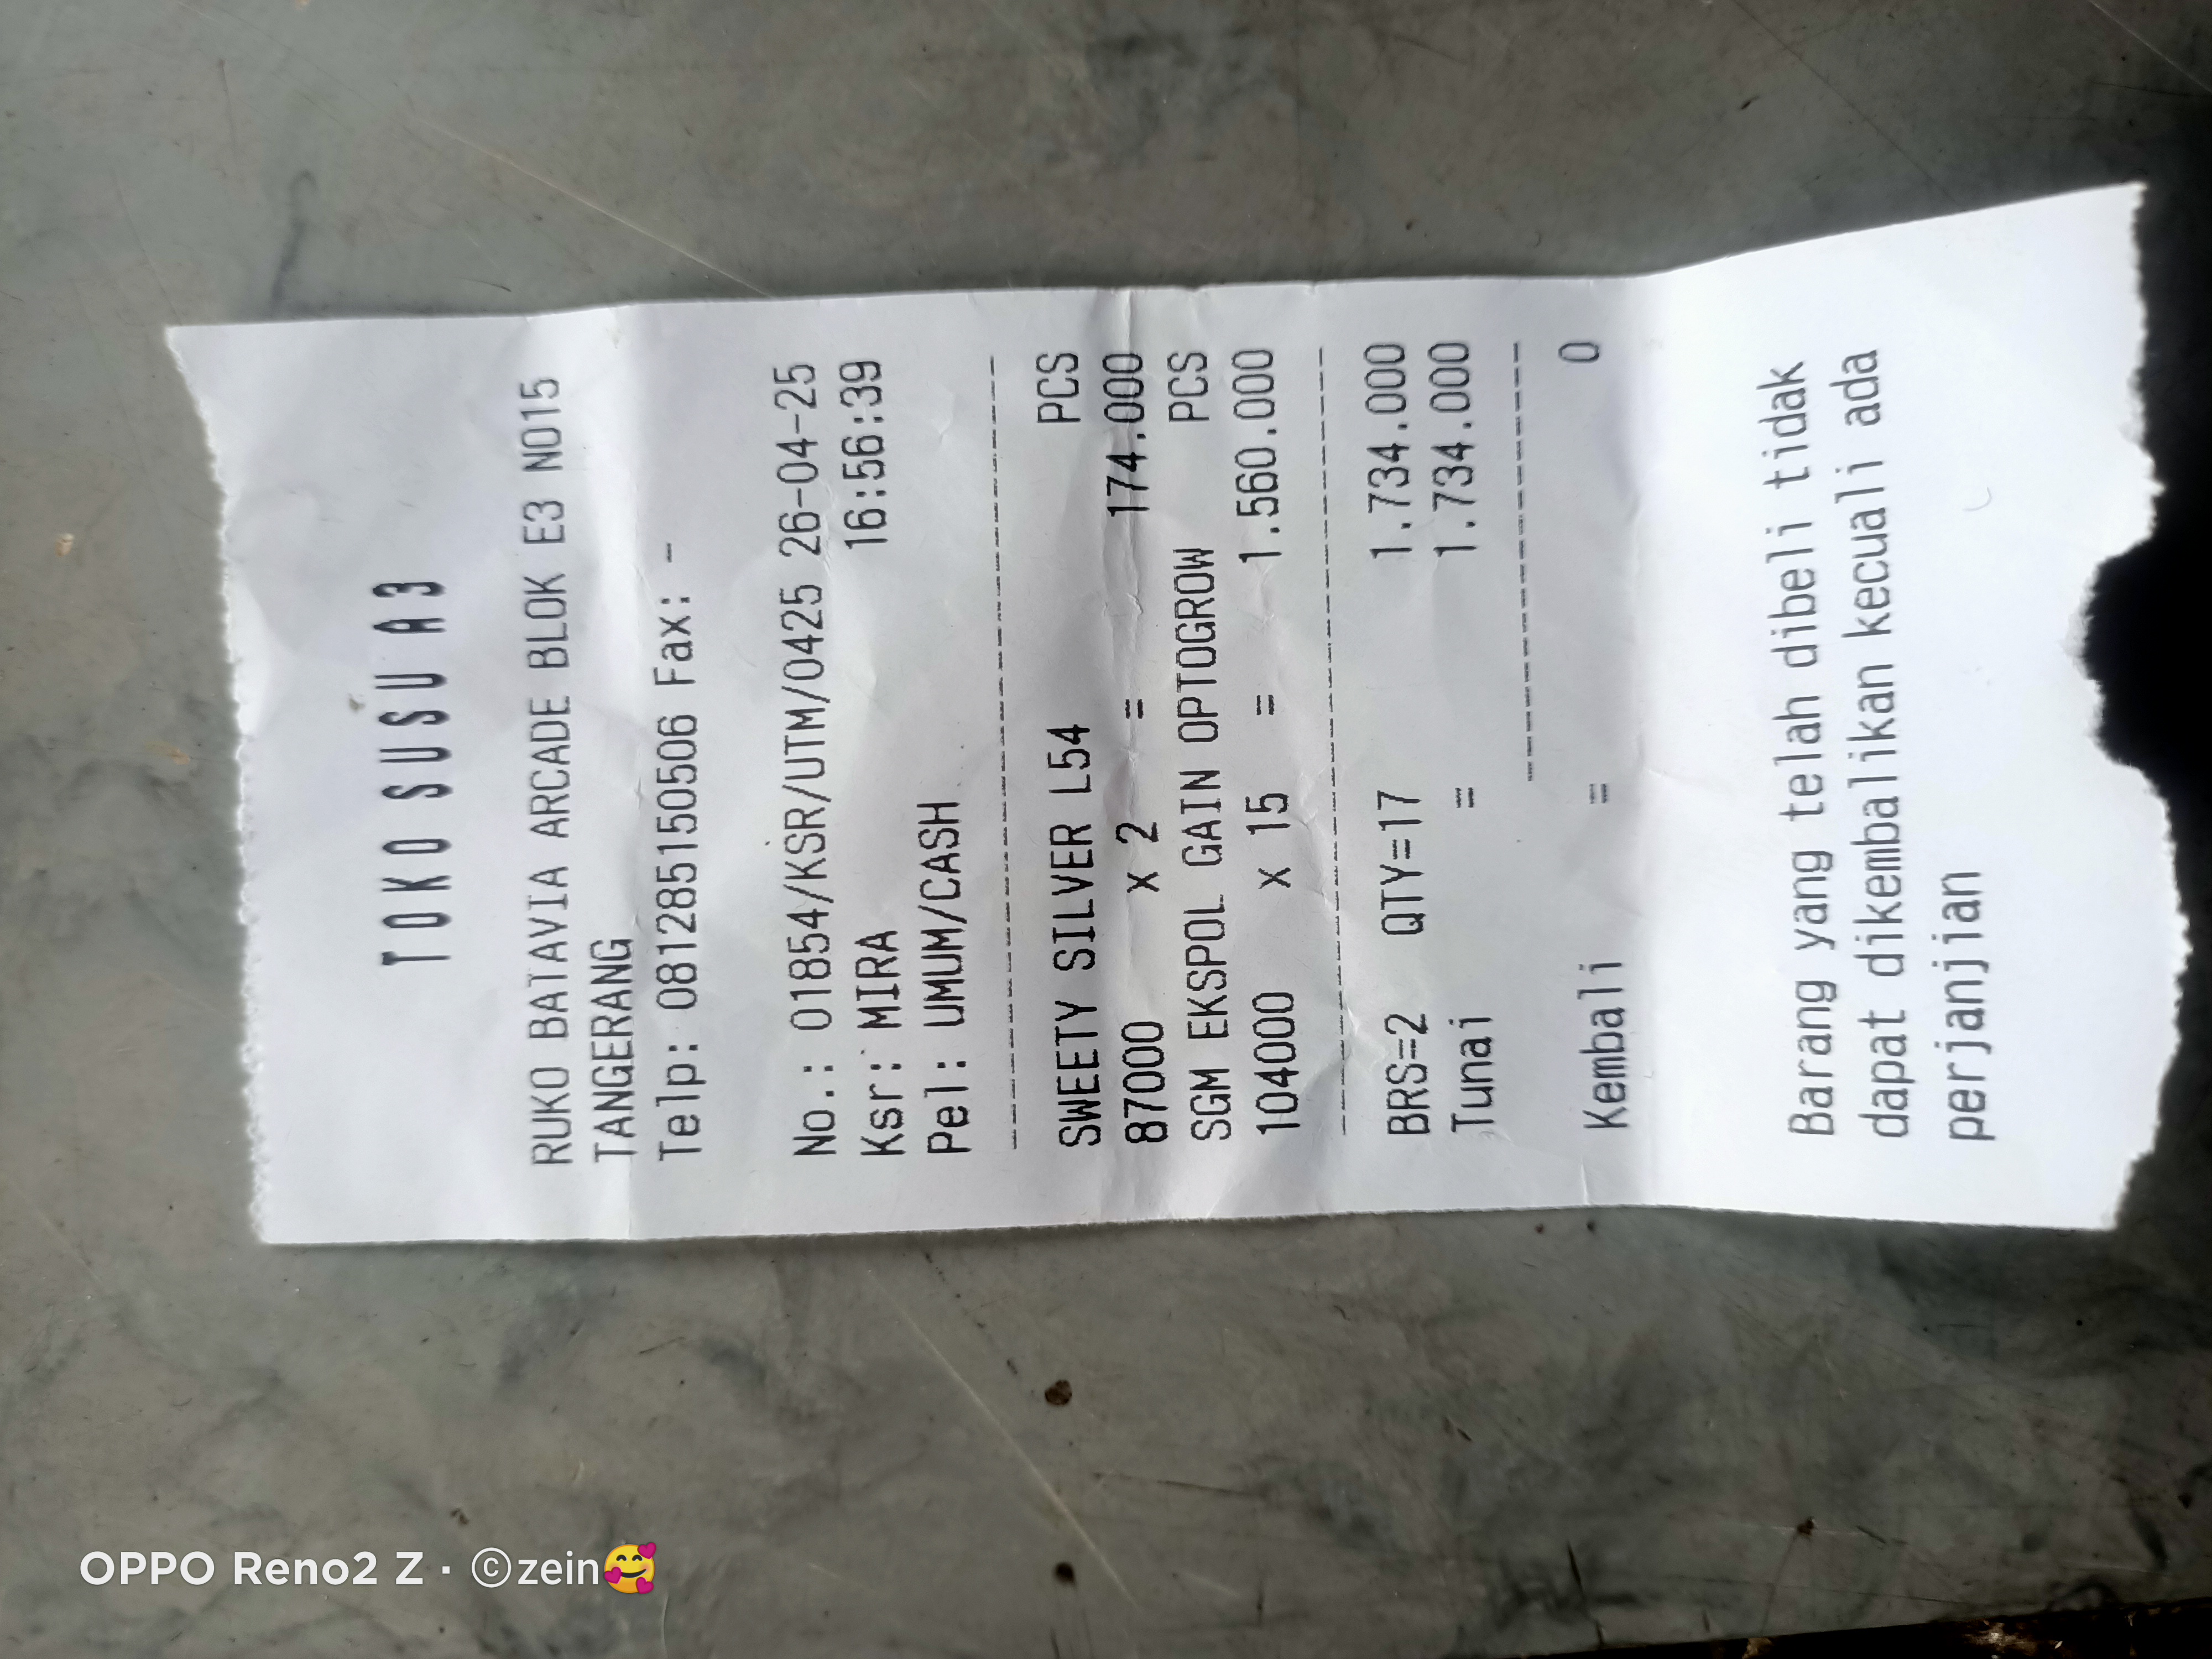 TOKO SUSU A3
RUKO BATAVIA ARCADE BLOK E3 NO15
TANGERANG
Telp: 081285150506 Fax: -
No.: 01854/KSR/UTM/0425 26-04-25
Ksr: MIRA 16:56:39
Pel: UMUM/CASH
SWEETY SILVER L54 PCS
87000 x 2 = 174.000
SGM EKSPOL GAIN OPTOGROW PCS
104000 x 15 = 1.560.000
BRS=2 QTY=17 1.734.000
Tunai = 1.734.000
Kembali = 0
Barang yang telah dibeli tidak
dapat dikembalikan kecuali ada
perjanjian
OPPO Reno2 Z · ©zein🥰